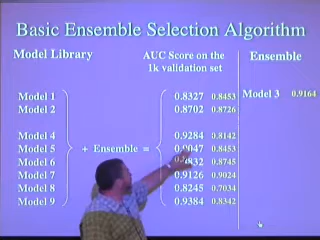 Basic Ensemble Selection Algorithm
Model Library
AUC Score on the
1k validation set
Ensemble
Model 3 0.9164
Model 1 0.8327 0.8453
Model 2 0.8702 0.8726
Model 4 0.9284 0.8142
Model 5 + Ensemble = 0.9047 0.8453
Model 6 0.8745
Model 7 0.9126 0.9024
Model 8 0.8245 0.7034
Model 9 0.9384 0.8342